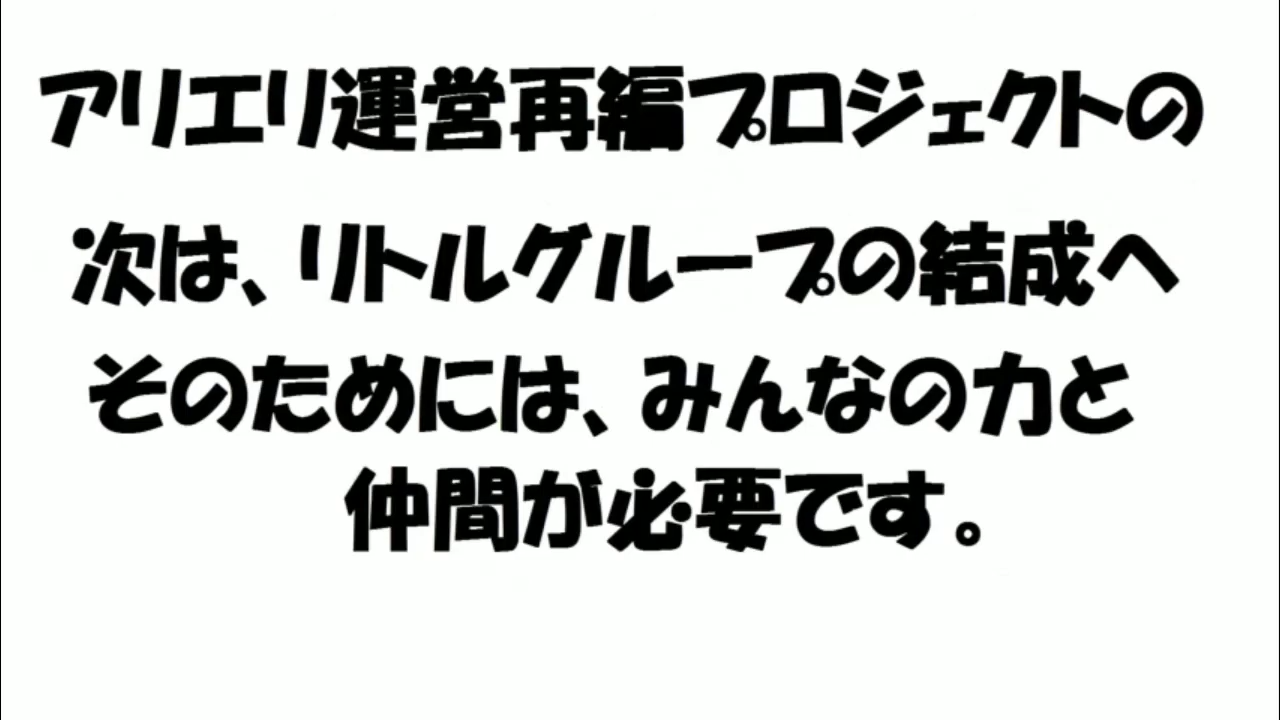 アリエリ運営再編プロジェクトの
次は、リトルグループの結成へ
そのためには、みんなの力と
仲間が必要です。